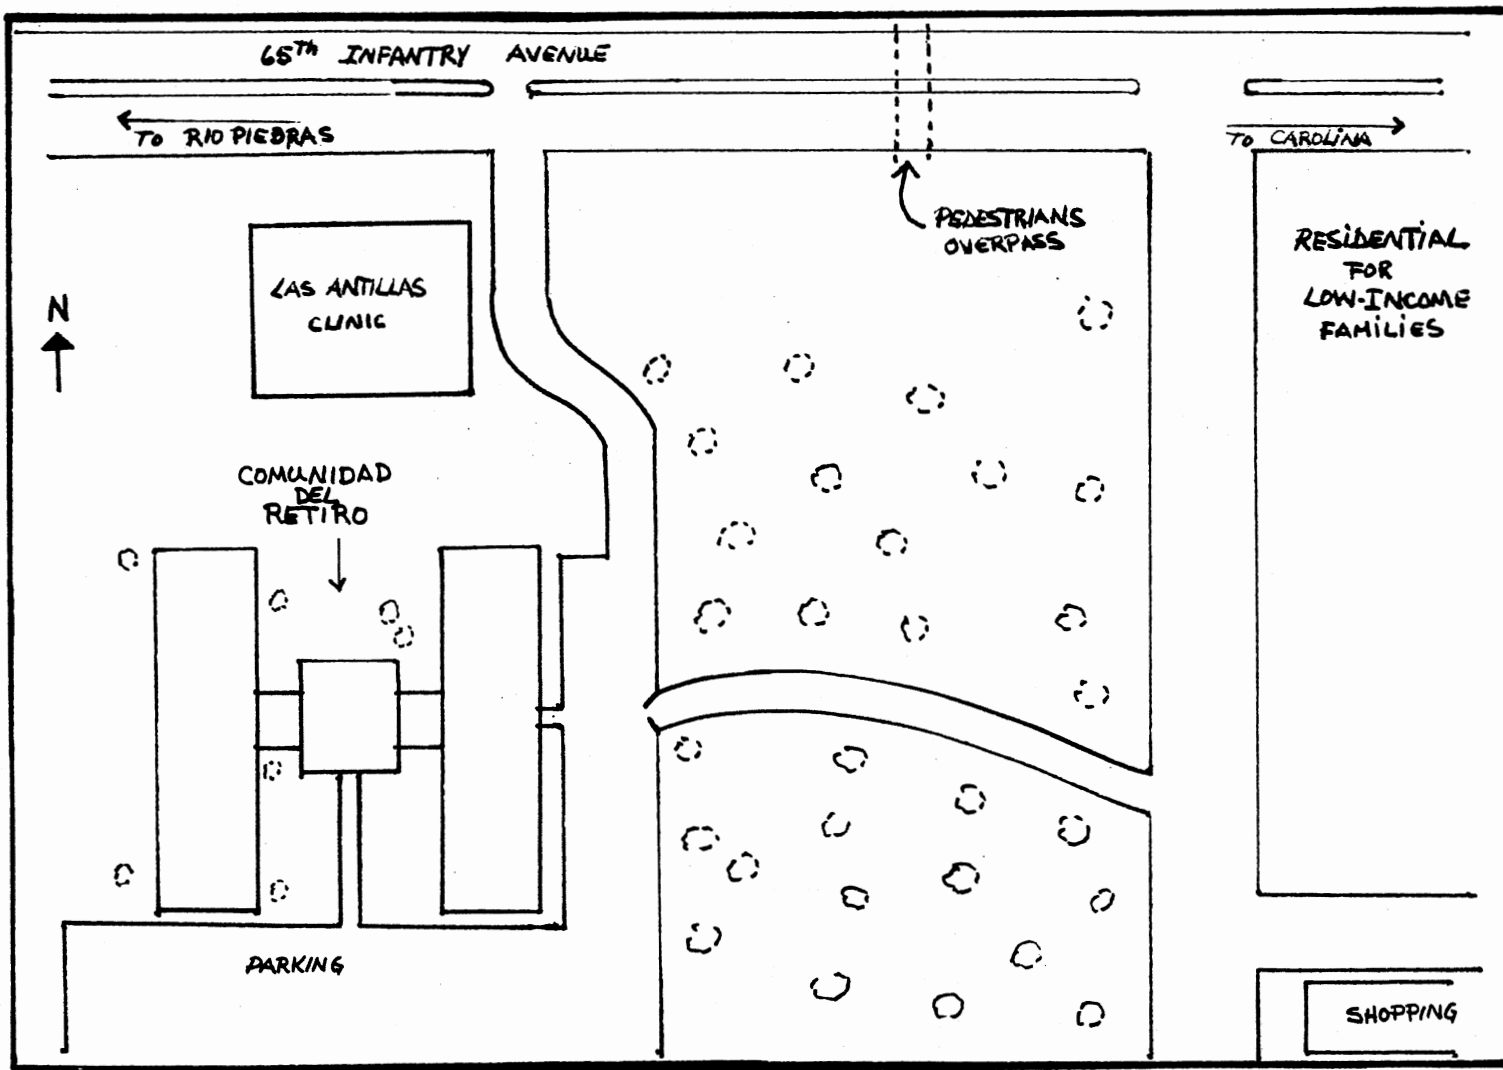 65Th INFANTRY AVENUE
TO RIO PIEBRAS
TO CAROLINA
PEDESTRIANS
OVERPASS
RESIDENTIAL
FOR
LOW-INCOME
FAMILIES
LAS ANTILLAS
CLINIC
N
COMUNIDAD
DEL
RETIRO
PARKING
SHOPPING